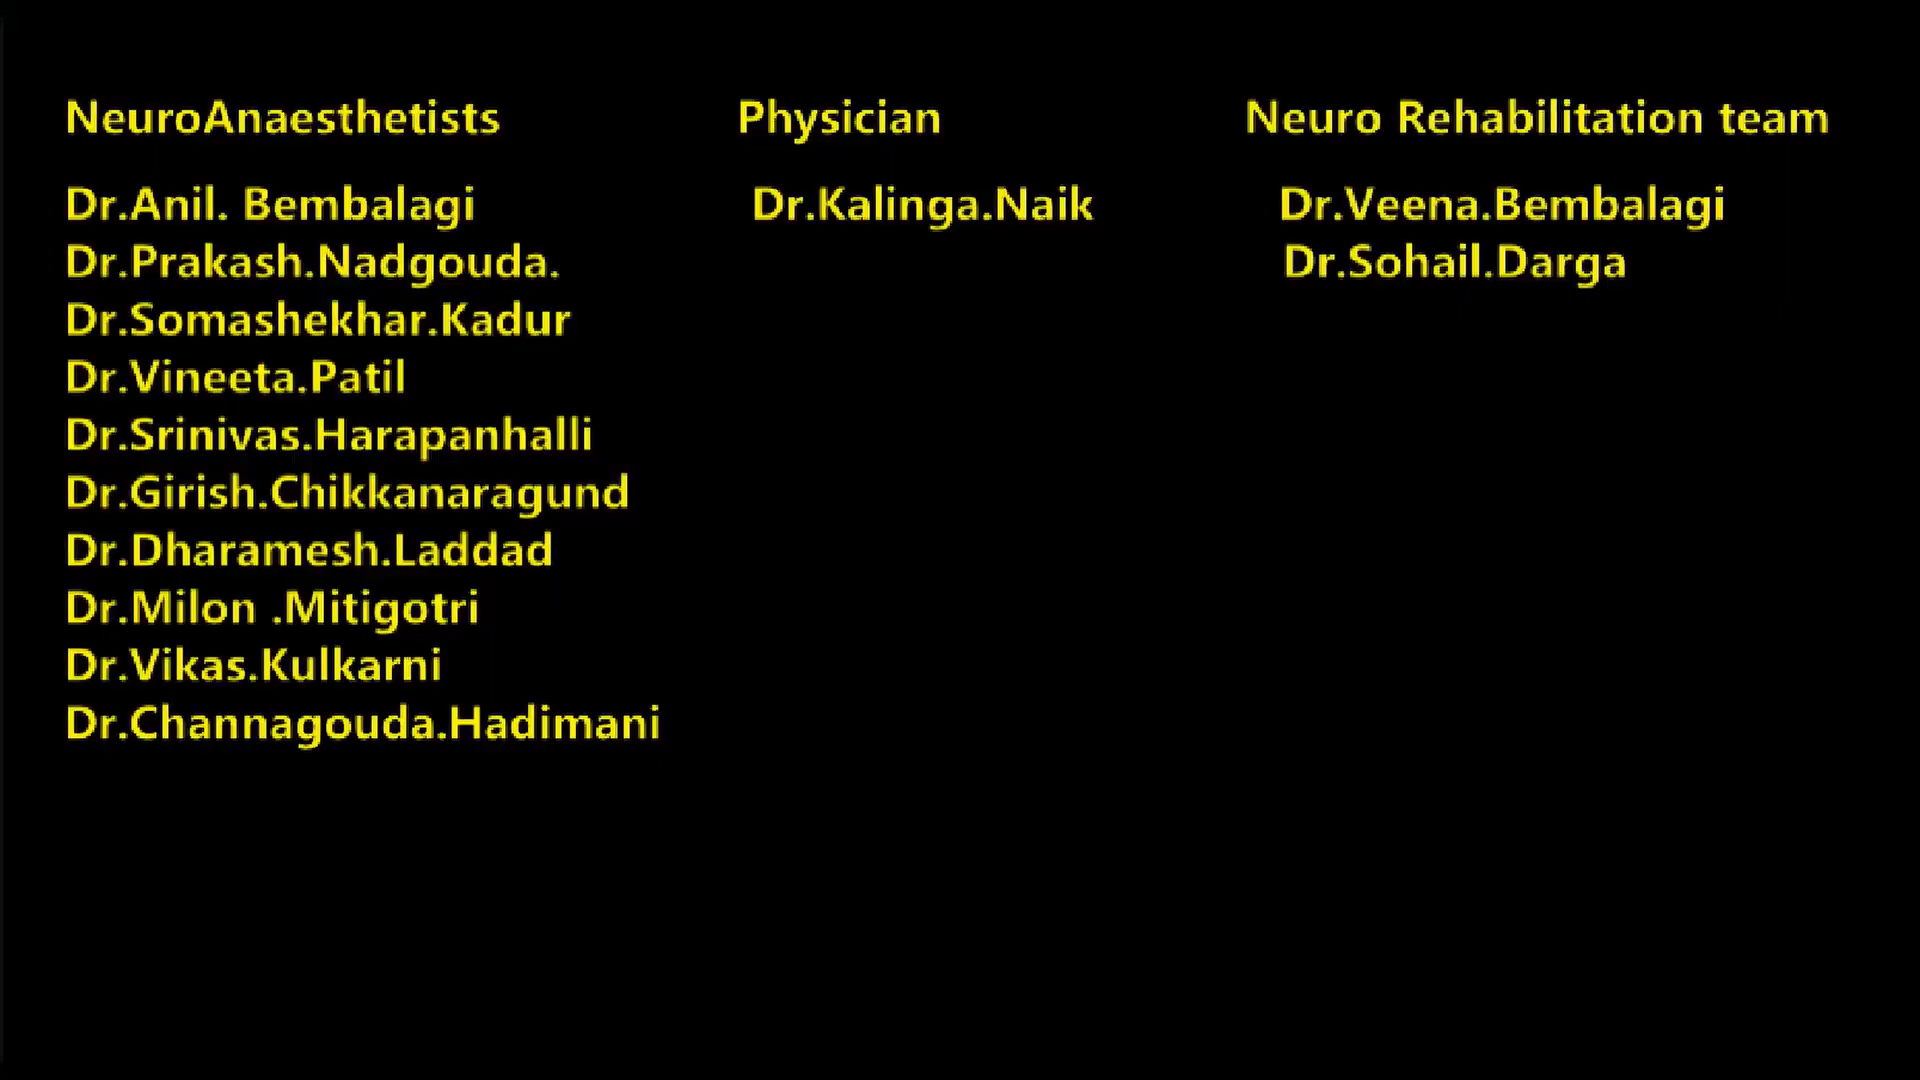 NeuroAnaesthetists
Dr.Anil. Bembalagi
Dr.Prakash.Nadgouda.
Dr.Somashekhar.Kadur
Dr.Vineeta.Patil
Dr.Srinivas.Harapanhalli
Dr.Girish.Chikkanaragund
Dr.Dharamesh.Laddad
Dr.Milon .Mitigotri
Dr.Vikas.Kulkarni
Dr.Channagouda.Hadimani
Physician
Dr.Kalinga.Naik
Neuro Rehabilitation team
Dr.Veena.Bembalagi
Dr.Sohail.Darga